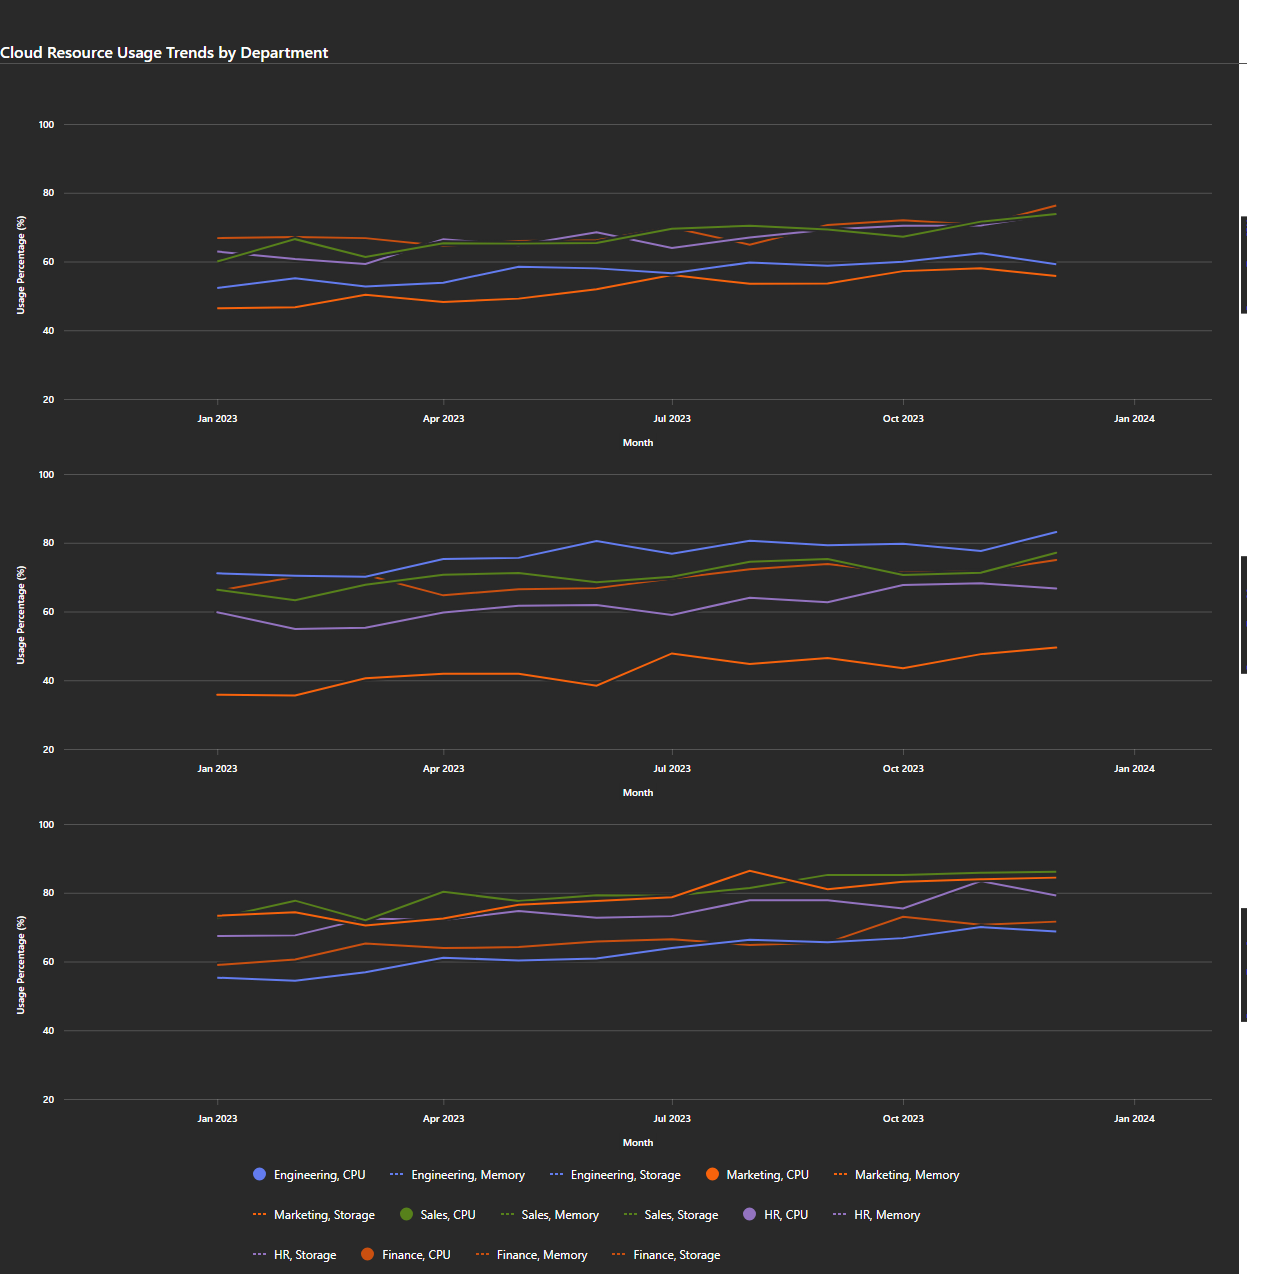 Cloud Resource Usage Trends by Department
100
80
60
40
20
Usage Percentage (%)
Jan 2023 Apr 2023 Jul 2023 Oct 2023 Jan 2024
Month
100
80
60
40
20
Usage Percentage (%)
Jan 2023 Apr 2023 Jul 2023 Oct 2023 Jan 2024
Month
100
80
60
40
20
Usage Percentage (%)
Jan 2023 Apr 2023 Jul 2023 Oct 2023 Jan 2024
Month
Engineering, CPU Engineering, Memory Engineering, Storage Marketing, CPU Marketing, Memory
Marketing, Storage Sales, CPU Sales, Memory Sales, Storage HR, CPU HR, Memory
HR, Storage Finance, CPU Finance, Memory Finance, Storage